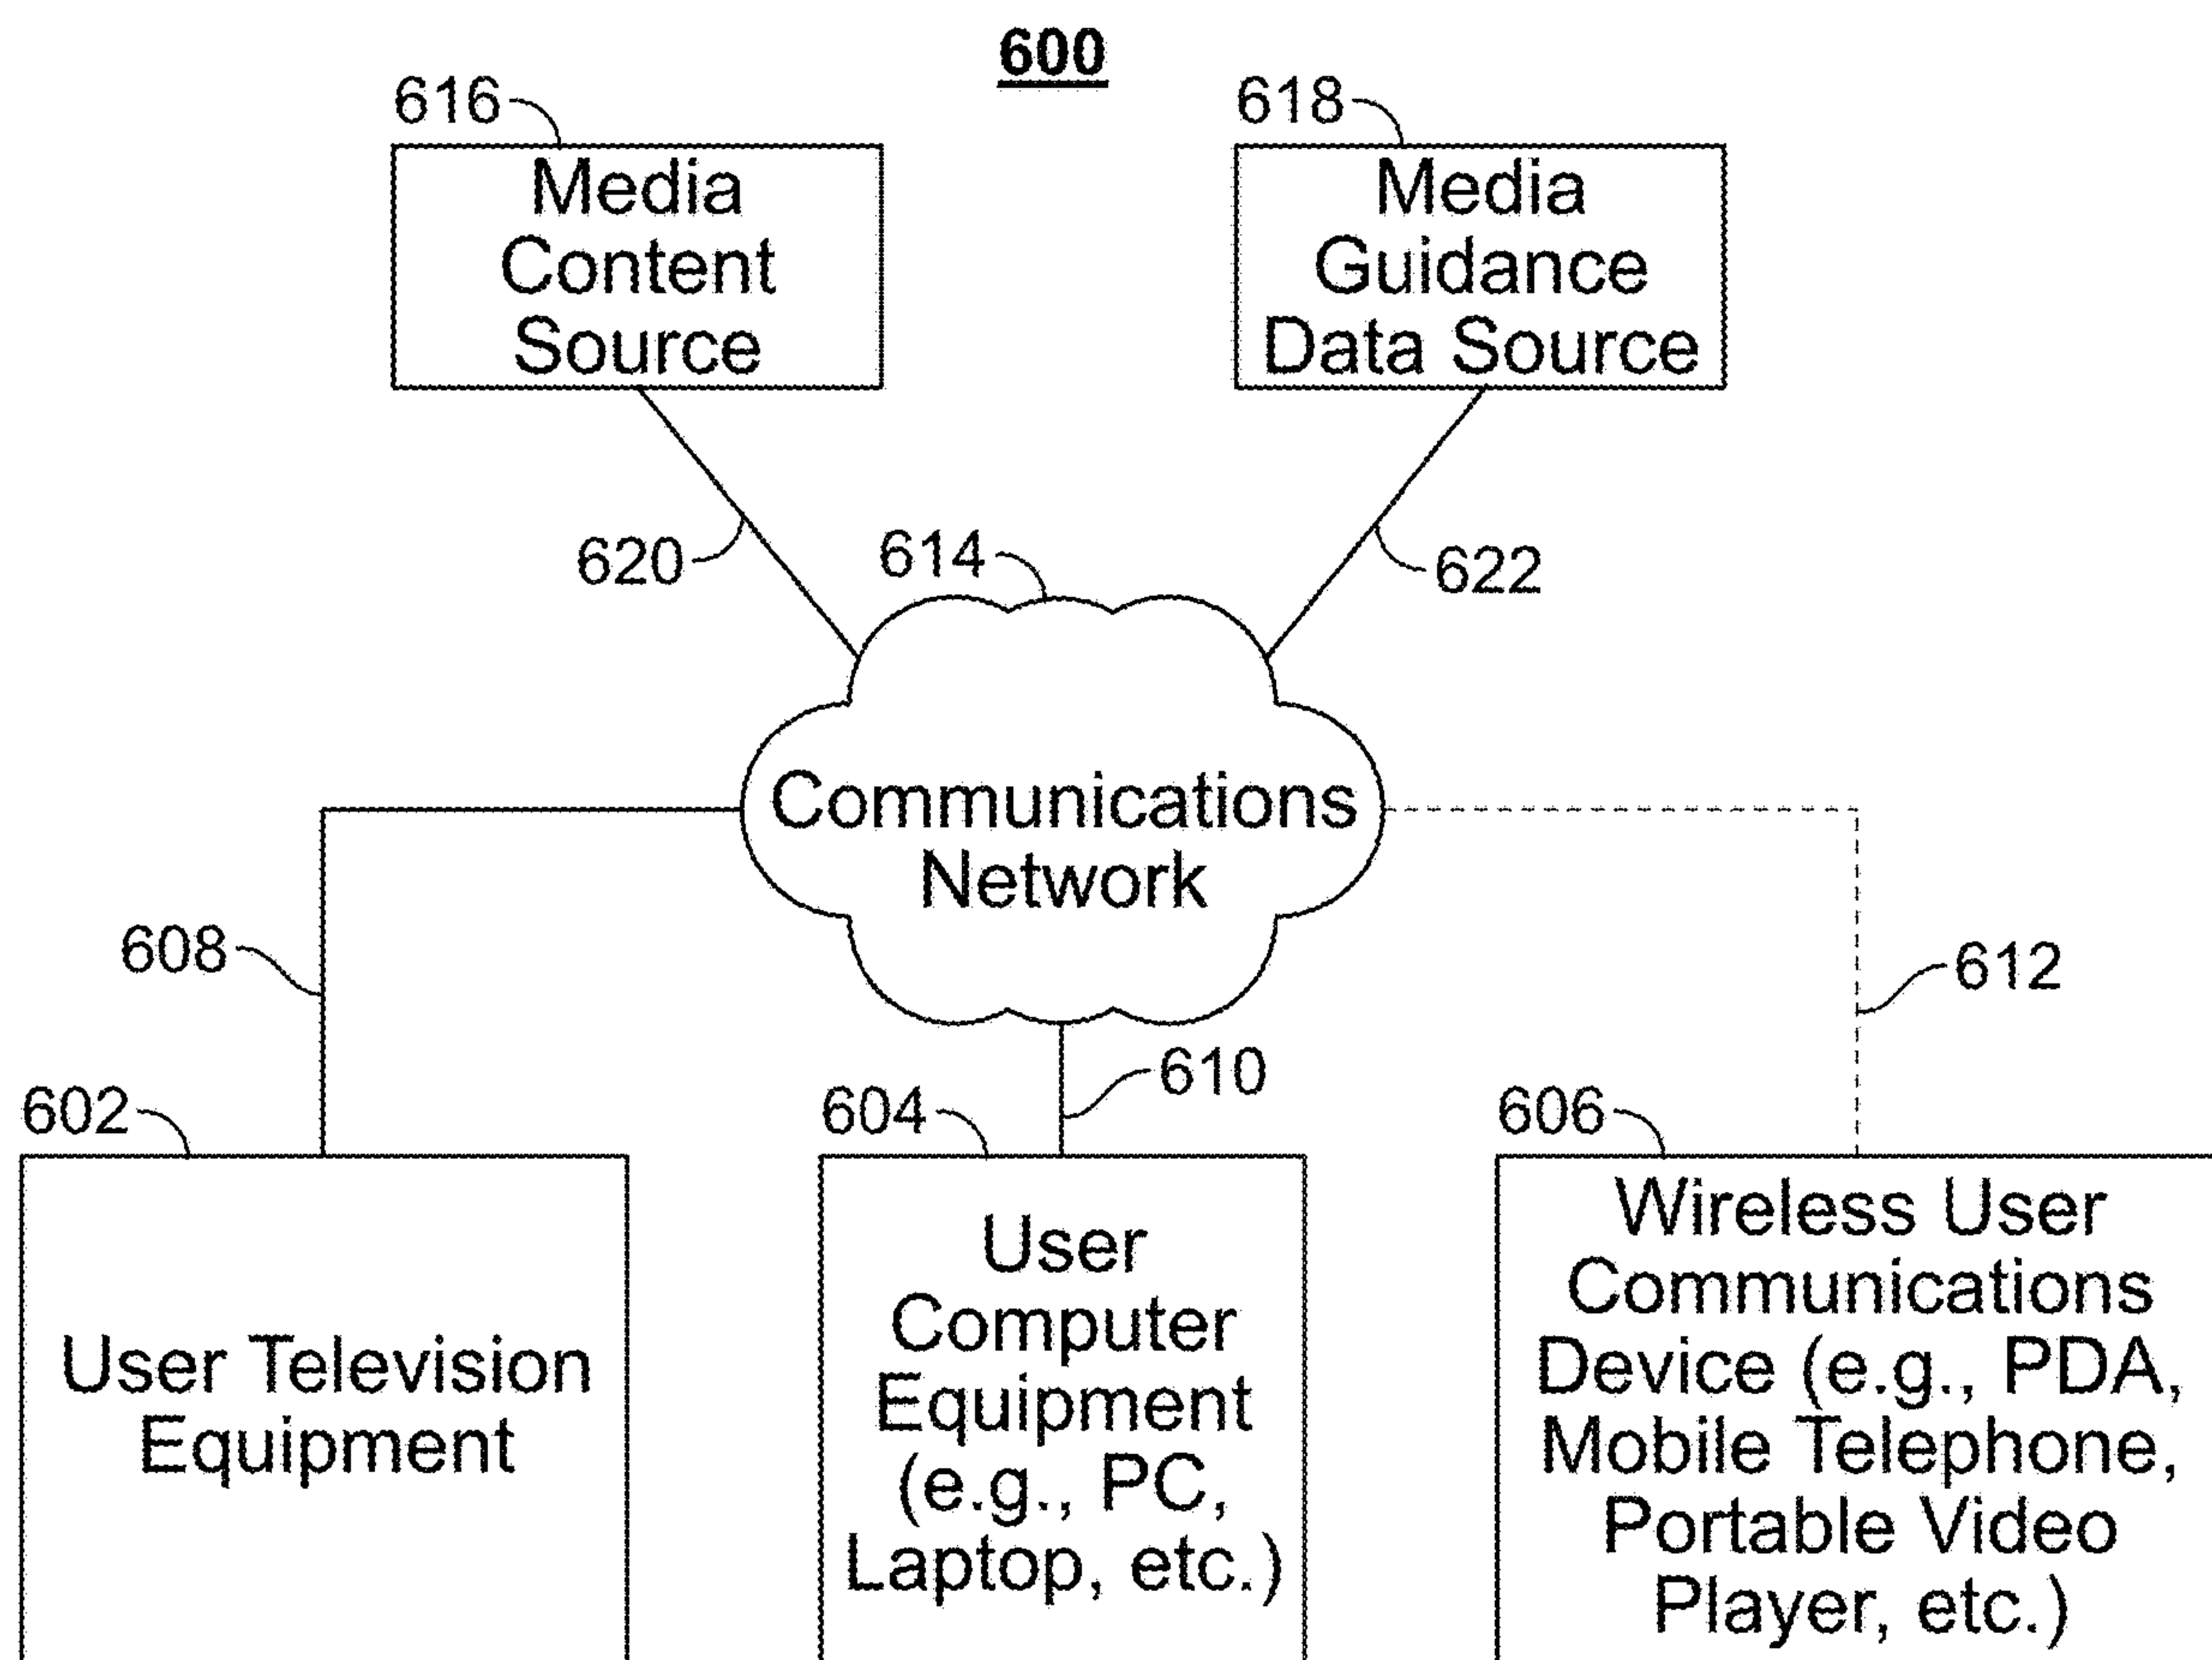 600
616
618
Media
Content
Source
Media
Guidance
Data Source
620
614
622
Communications
Network
608
612
610
602
604
606
User Television
Equipment
User
Computer
Equipment
(e.g., PC,
Laptop, etc.)
Wireless User
Communications
Device (e.g., PDA,
Mobile Telephone,
Portable Video
Player, etc.)